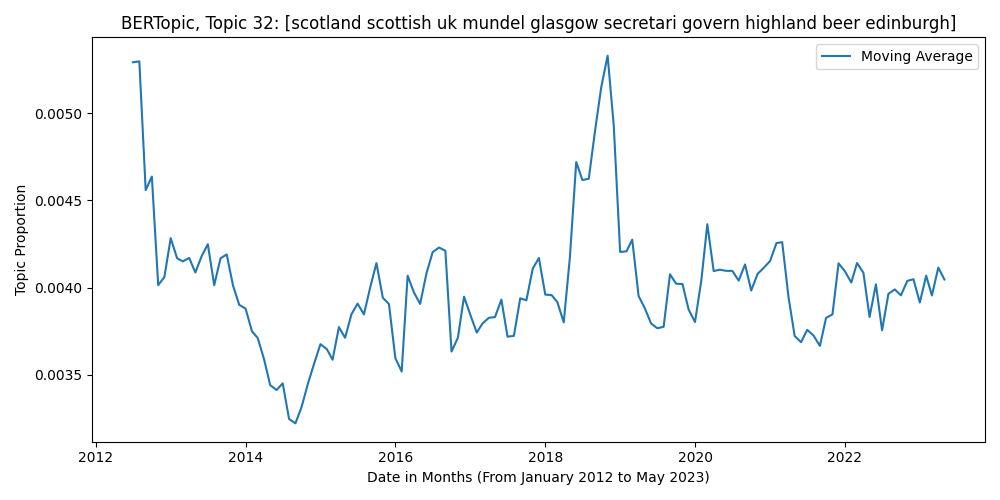 BERTopic, Topic 32: [scotland scottish uk mundel glasgow secretari govern highland beer edinburgh]
Moving Average
0.0050
0.0045
0.0040
0.0035
Topic Proportion
2012 2014 2016 2018 2020 2022
Date in Months (From January 2012 to May 2023)